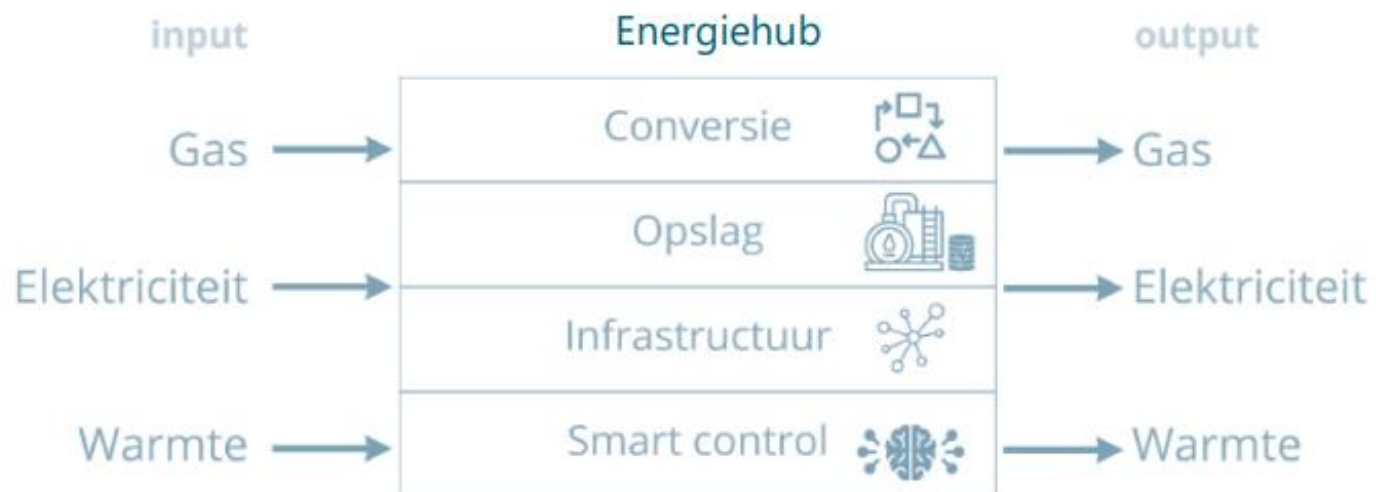 input
Energiehub
output
Conversie
Gas
Gas
Opslag
Elektriciteit
Elektriciteit
Infrastructuur
Warmte
Smart control
Warmte